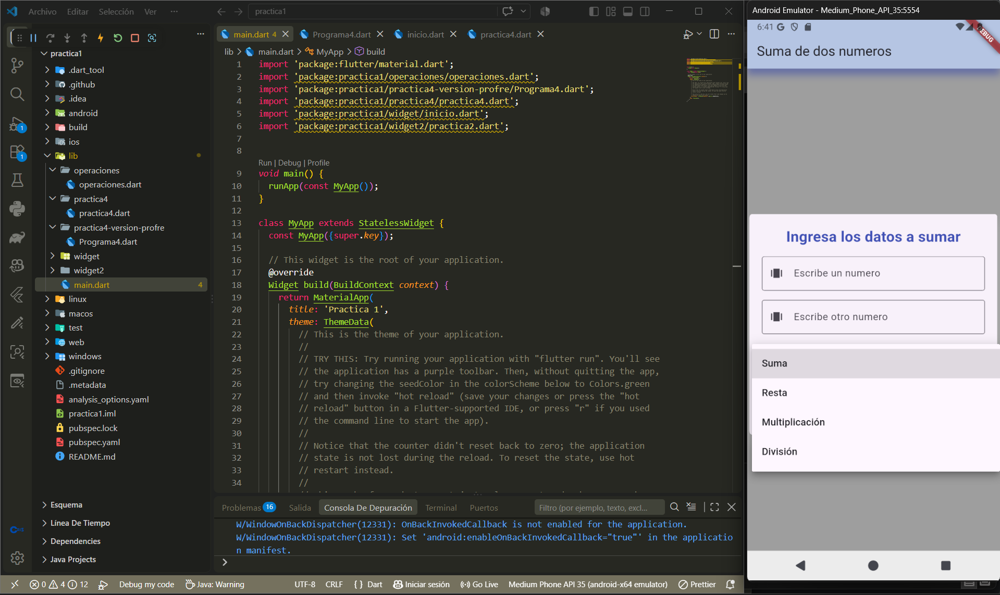 Archivo Editar Selección Ver ···
practica1
practica1
.dart_tool
.github
.idea
android
build
ios
lib
operaciones
operaciones.dart
practica4
practica4.dart
practica4-version-profre
Programa4.dart
widget
widget2
main.dart 4
linux
macos
test
web
windows
.gitignore
.metadata
analysis_options.yaml
practica1.iml
pubspec.lock
pubspec.yaml
README.md
Esquema
Línea De Tiempo
Dependencies
Java Projects
1
1
main.dart 4 Programa4.dart inicio.dart practica4.dart
lib > main.dart > MyApp > build
1 import 'package:flutter/material.dart';
2 import 'package:practica1/operaciones/operaciones.dart';
3 import 'package:practica1/practica4-version-profre/Programa4.dart';
4 import 'package:practica1/practica4/practica4.dart';
5 import 'package:practica1/widget/inicio.dart';
6 import 'package:practica1/widget2/practica2.dart';
7
8
Run | Debug | Profile
9 void main() {
10 runApp(const MyApp());
11 }
12
13 class MyApp extends StatelessWidget {
14 const MyApp({super.key});
15
16 // This widget is the root of your application.
17 @override
18 Widget build(BuildContext context) {
19 return MaterialApp(
20 title: 'Practica 1',
21 theme: ThemeData(
22 // This is the theme of your application.
23 //
24 // TRY THIS: Try running your application with "flutter run". You'll see
25 // the application has a purple toolbar. Then, without quitting the app,
26 // try changing the seedColor in the colorScheme below to Colors.green
27 // and then invoke "hot reload" (save your changes or press the "hot
28 // reload" button in a Flutter-supported IDE, or press "r" if you used
29 // the command line to start the app).
30 //
31 // Notice that the counter didn't reset back to zero; the application
32 // state is not lost during the reload. To reset the state, use hot
33 // restart instead.
34 //
Problemas 16 Salida Consola De Depuración Terminal Puertos
Filtro (por ejemplo, texto, excl...
W/WindowOnBackDispatcher(12331): OnBackInvokedCallback is not enabled for the application.
W/WindowOnBackDispatcher(12331): Set 'android:enableOnBackInvokedCallback="true"' in the applicatio
n manifest.
>
0 4 12 Debug my code Java: Warning UTF-8 CRLF { } Dart Iniciar sesión Go Live Medium Phone API 35 (android-x64 emulator) Prettier
Android Emulator - Medium_Phone_API_35:5554
6:41
DEBUG
Suma de dos numeros
Ingresa los datos a sumar
Escribe un numero
Escribe otro numero
Suma
Resta
Multiplicación
División